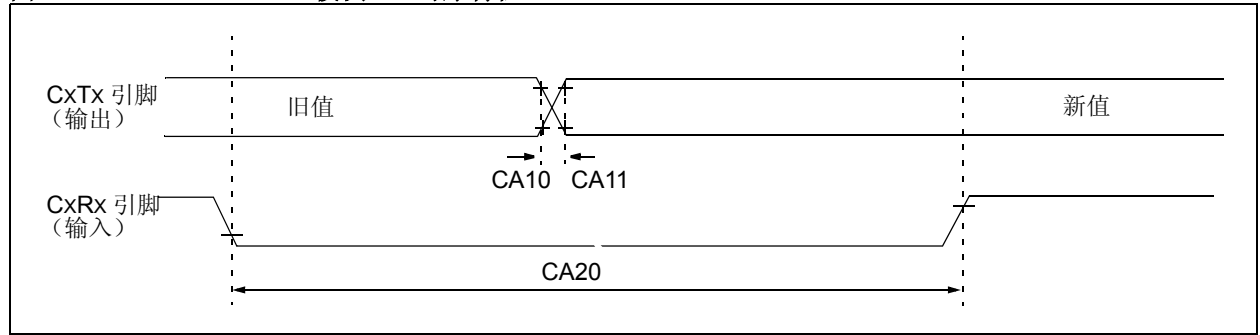 CxTx 引脚
（输出）
旧值
新值
CA10 CA11
CxRx 引脚
（输入）
CA20